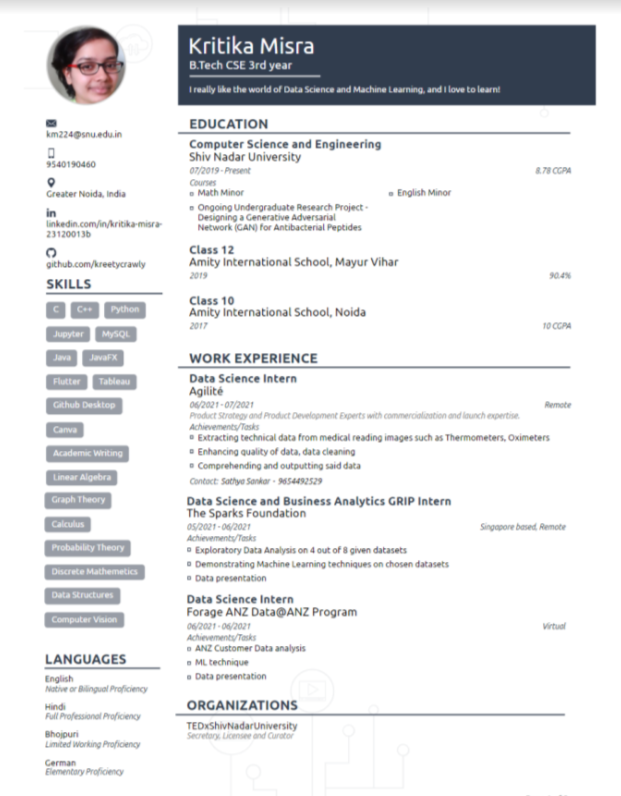 Kritika Misra
B.Tech CSE 3rd year
I really like the world of Data Science and Machine Learning, and I love to learn!
km224@snu.edu.in
9540190460
Greater Noida, India
in
linkedin.com/in/kritika-misra-
23120013b
github.com/kreetycrawly
SKILLS
C C++ Python
Jupyter MySQL
Java JavaFX
Flutter Tableau
Github Desktop
Canva
Academic Writing
Linear Algebra
Graph Theory
Calculus
Probability Theory
Discrete Mathemetics
Data Structures
Computer Vision
LANGUAGES
English
Native or Bilingual Proficiency
Hindi
Full Professional Proficiency
Bhojpuri
Limited Working Proficiency
German
Elementary Proficiency
EDUCATION
Computer Science and Engineering
Shiv Nadar University
07/2019 - Present 8.78 CGPA
Courses
Math Minor English Minor
Ongoing Undergraduate Research Project -
Designing a Generative Adversarial
Network (GAN) for Antibacterial Peptides
Class 12
Amity International School, Mayur Vihar
2019 90.4%
Class 10
Amity International School, Noida
2017 10 CGPA
WORK EXPERIENCE
Data Science Intern
Agilité
06/2021 - 07/2021 Remote
Product Strategy and Product Development Experts with commercialization and launch expertise.
Achievements/Tasks
Extracting technical data from medical reading images such as Thermometers, Oximeters
Enhancing quality of data, data cleaning
Comprehending and outputting said data
Contact: Sathya Sankar - 9654492529
Data Science and Business Analytics GRIP Intern
The Sparks Foundation
05/2021 - 06/2021 Singapore based, Remote
Achievements/Tasks
Exploratory Data Analysis on 4 out of 8 given datasets
Demonstrating Machine Learning techniques on chosen datasets
Data presentation
Data Science Intern
Forage ANZ Data@ANZ Program
06/2021 - 06/2021 Virtual
Achievements/Tasks
ANZ Customer Data analysis
ML technique
Data presentation
ORGANIZATIONS
TEDxShivNadarUniversity
Secretary, Licensee and Curator